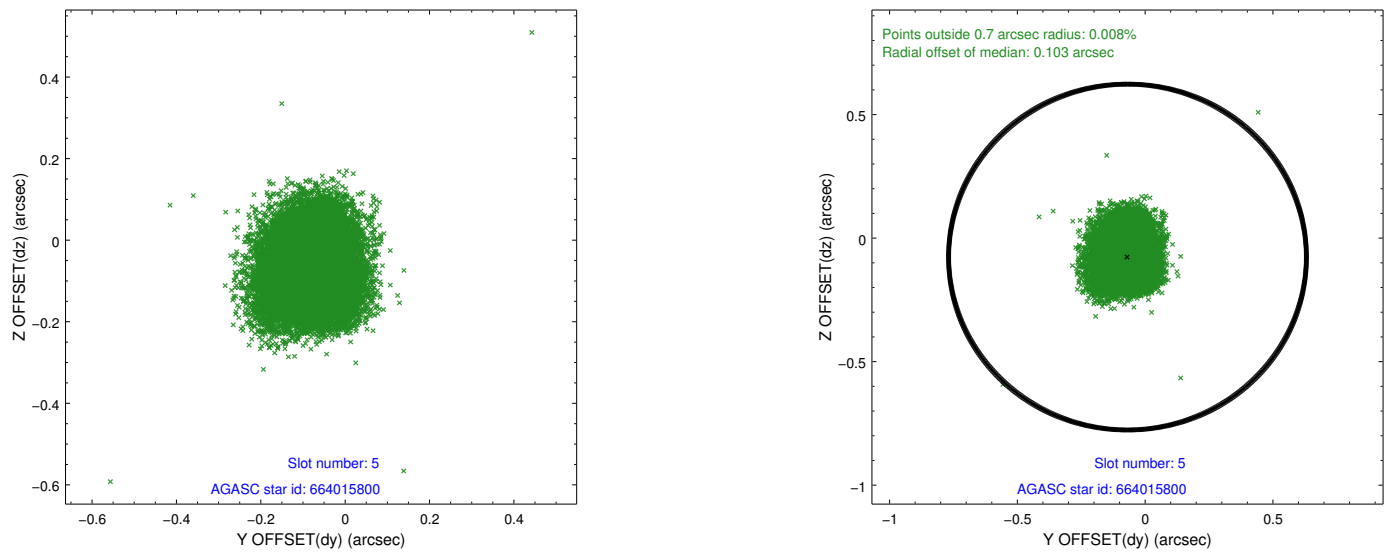 0.4
0.2
0
−0.2
−0.4
−0.6
Z OFFSET(dz) (arcsec)
Slot number: 5
AGASC star id: 664015800
−0.6
−0.4
−0.2
0
0.2
0.4
Y OFFSET(dy) (arcsec)
Points outside 0.7 arcsec radius: 0.008%
Radial offset of median: 0.103 arcsec
0.5
0
−0.5
−1
Z OFFSET(dz) (arcsec)
Slot number: 5
AGASC star id: 664015800
−1
−0.5
0
0.5
Y OFFSET(dy) (arcsec)